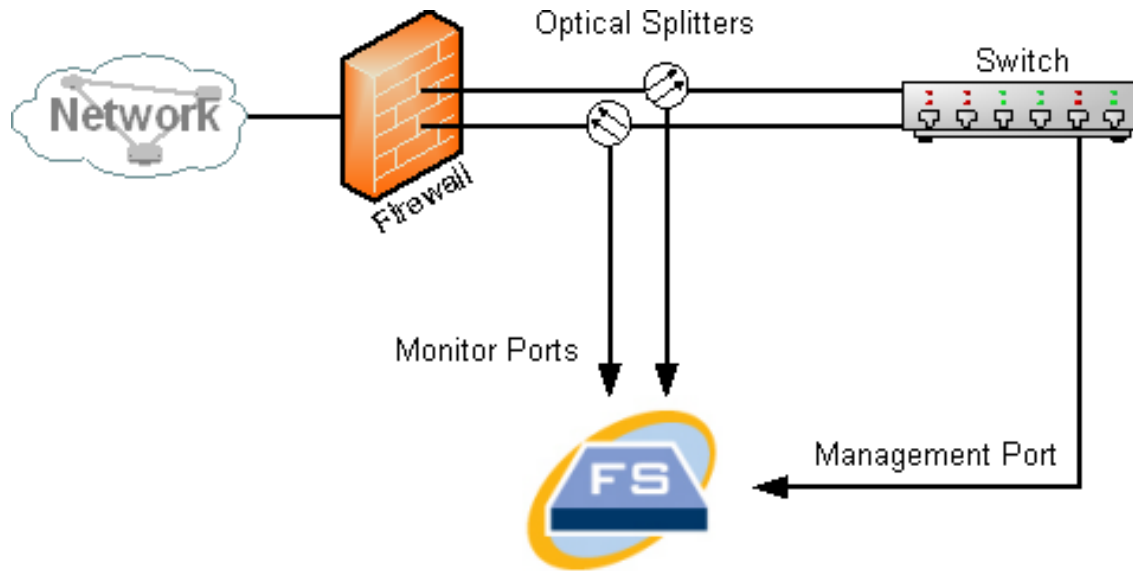 Optical Splitters
Switch
Network
Firewall
Monitor Ports
Management Port
FS